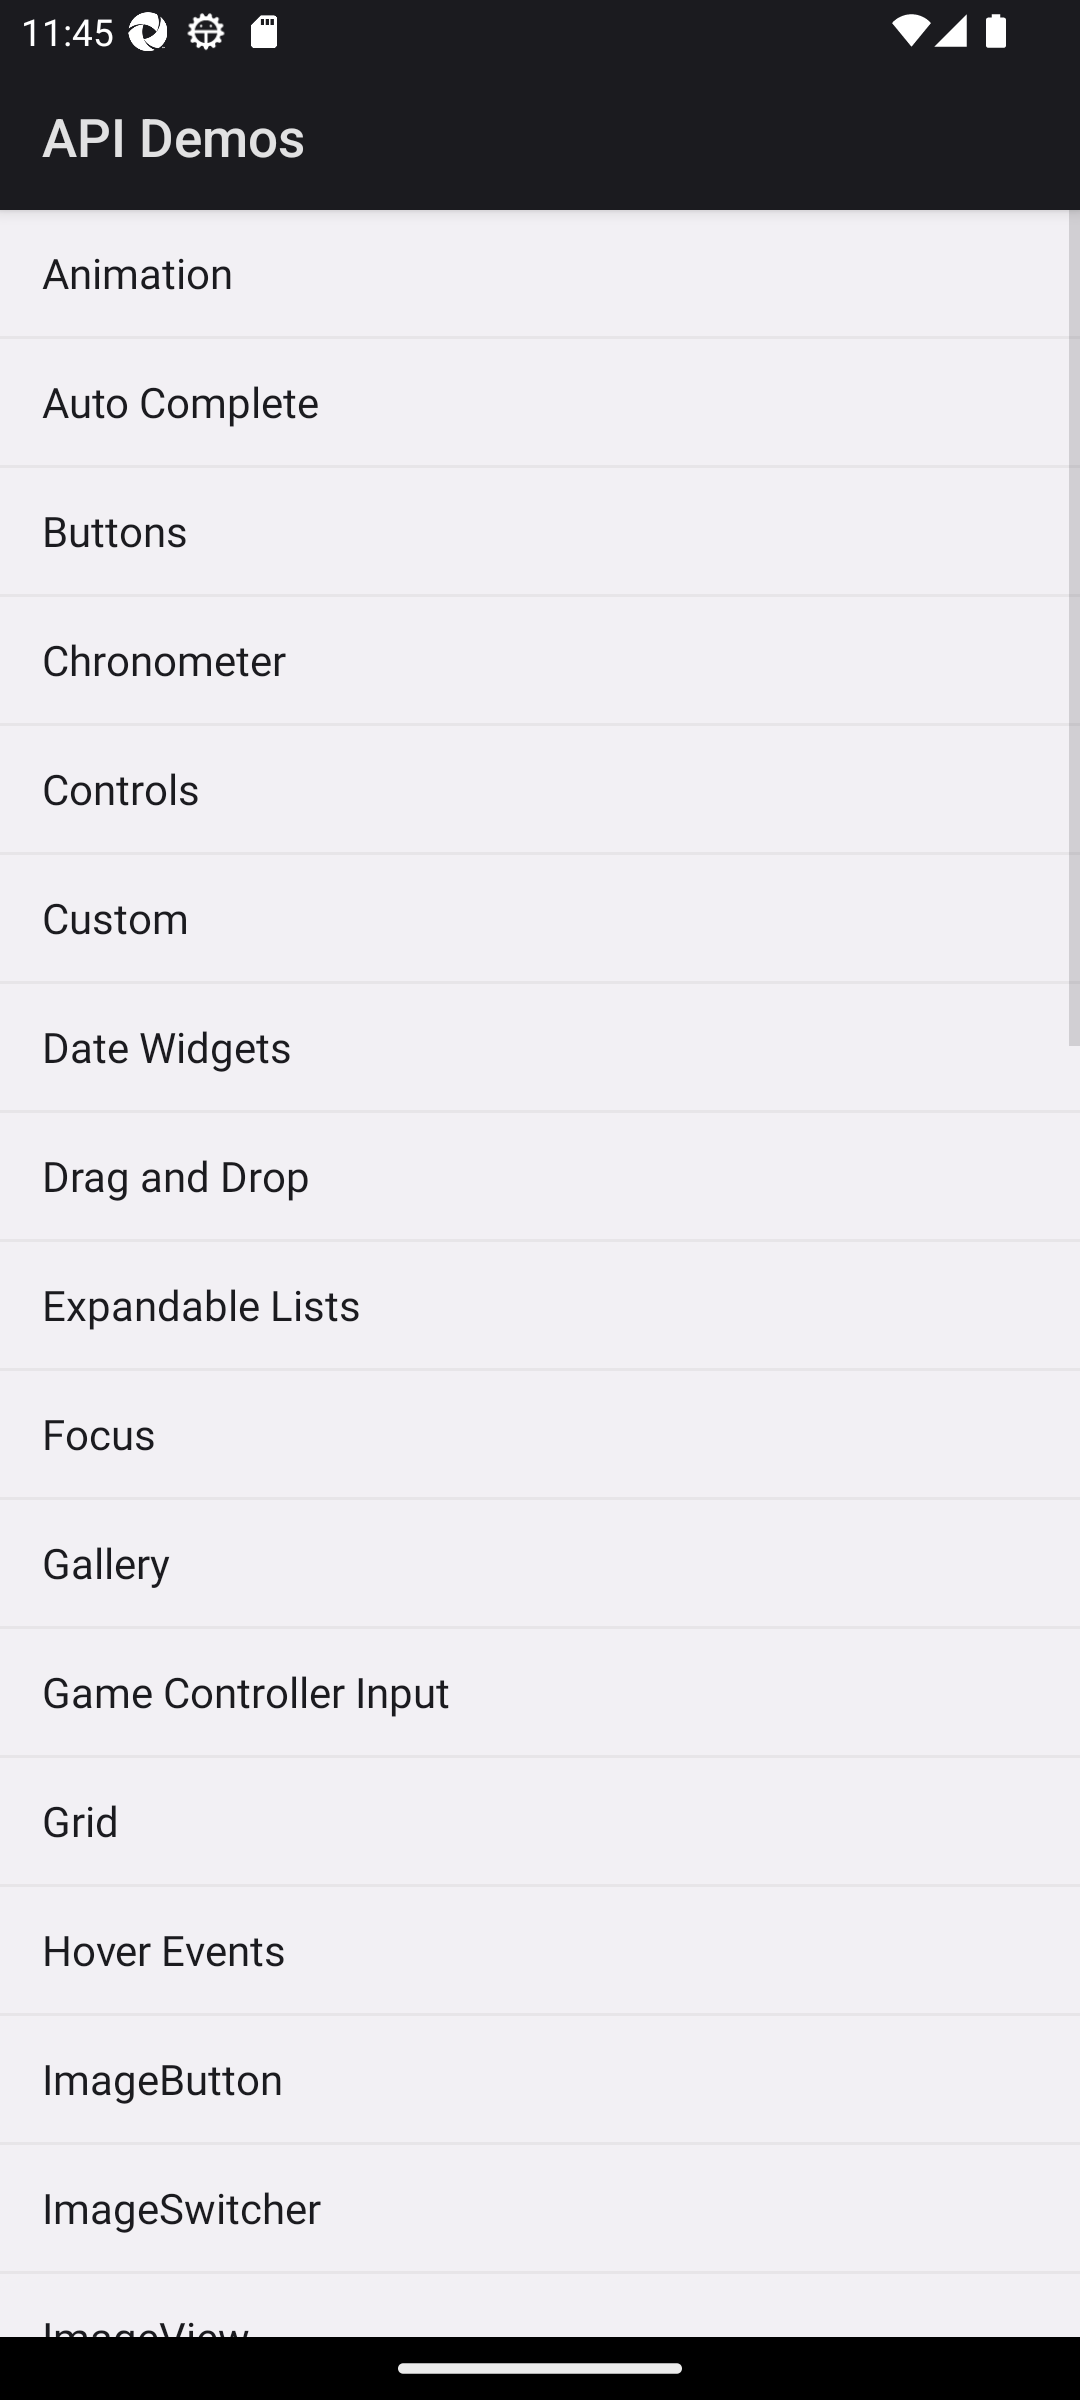 11:45
API Demos
Animation
Auto Complete
Buttons
Chronometer
Controls
Custom
Date Widgets
Drag and Drop
Expandable Lists
Focus
Gallery
Game Controller Input
Grid
Hover Events
ImageButton
ImageSwitcher
ImageView